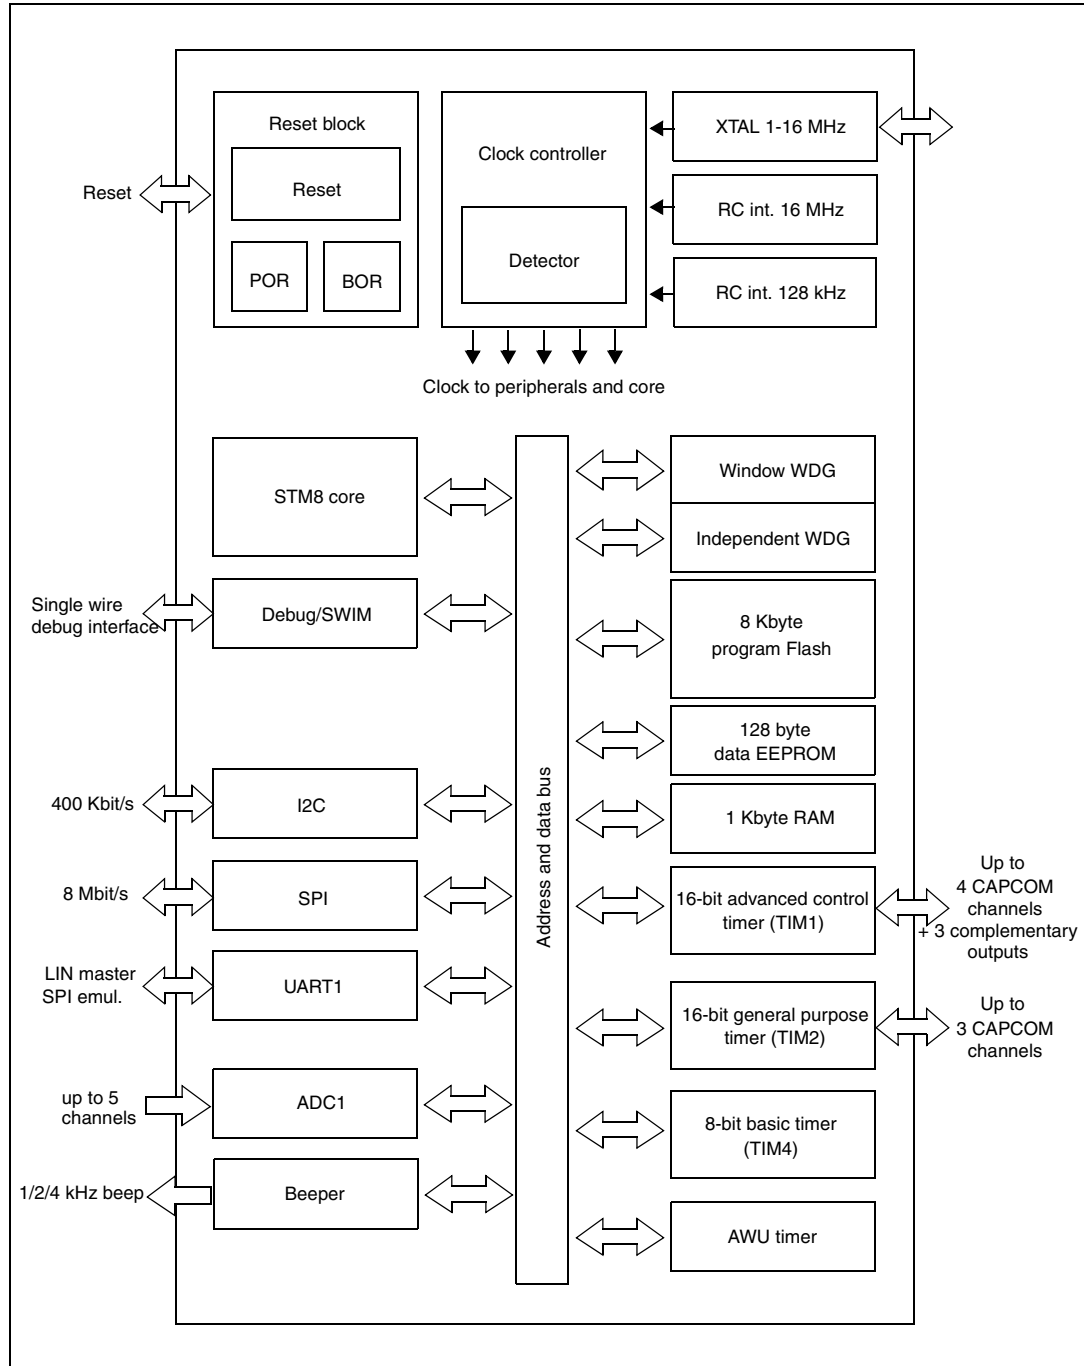 Reset block
Reset
POR
BOR
Reset
Clock controller
Detector
XTAL 1-16 MHz
RC int. 16 MHz
RC int. 128 kHz
Clock to peripherals and core
STM8 core
Single wire
debug interface
Debug/SWIM
400 Kbit/s
I2C
8 Mbit/s
SPI
LIN master
SPI emul.
UART1
up to 5
channels
ADC1
1/2/4 kHz beep
Beeper
Address and data bus
Window WDG
Independent WDG
8 Kbyte
program Flash
128 byte
data EEPROM
1 Kbyte RAM
16-bit advanced control
timer (TIM1)
Up to
4 CAPCOM
channels
+ 3 complementary
outputs
16-bit general purpose
timer (TIM2)
Up to
3 CAPCOM
channels
8-bit basic timer
(TIM4)
AWU timer